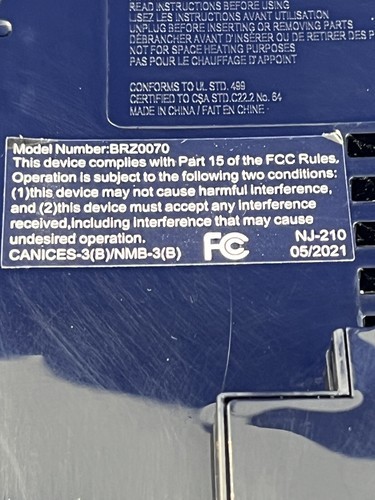 READ INSTRUCTIONS BEFORE USING
LISEZ LES INSTRUCTIONS AVANT UTILISATION
UNPLUG BEFORE INSERTING OR REMOVING PARTS
DÉBRANCHER AVANT D'INSÉRER OU DE RETIRER DES P
NOT FOR SPACE HEATING PURPOSES
PAS POUR LE CHAUFFAGE D'APPOINT
CONFORMS TO UL STD. 499
CERTIFIED TO CSA STD.C22.2 No. 64
MADE IN CHINA / FAIT EN CHINE
Model Number:BRZ0070
This device complies with Part 15 of the FCC Rules.
Operation is subject to the following two conditions:
(1)this device may not cause harmful interference,
and (2)this device must accept any interference
received,including interference that may cause
undesired operation.
FC NJ-210
CANICES-3(B)/NMB-3(B) 05/2021